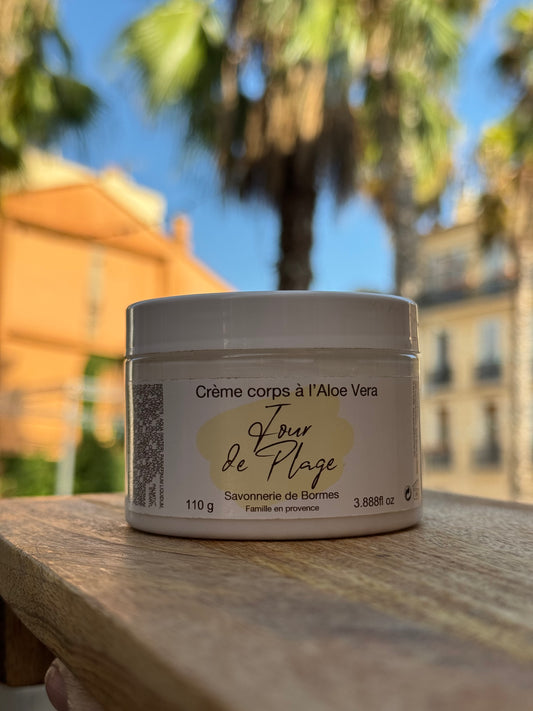 Crème corps à l'Aloe Vera
Jour
de Plage
Savonnerie de Bormes
Famille en provence
110 g
3.888fl oz